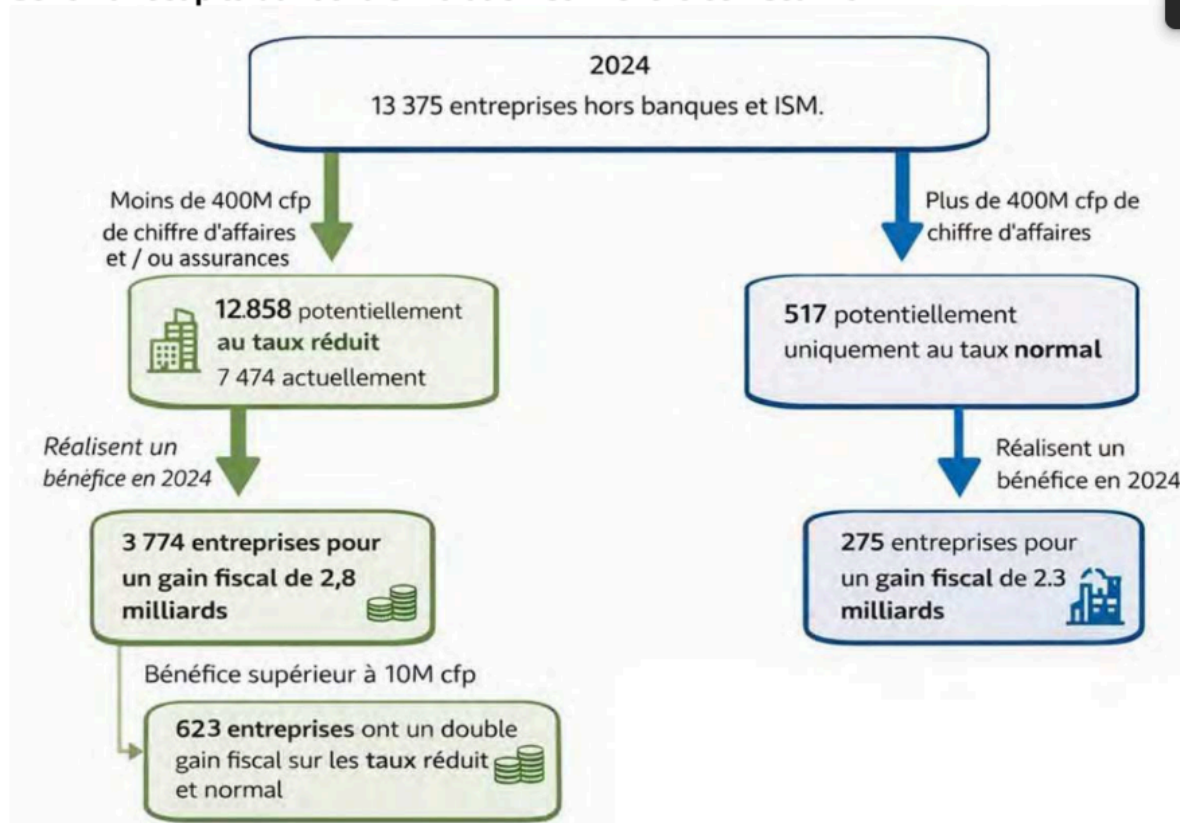 2024
13 375 entreprises hors banques et ISM.
Moins de 400M cfp
de chiffre d'affaires
et / ou assurances
Plus de 400M cfp de
chiffre d'affaires
12.858 potentiellement
au taux réduit
7 474 actuellement
517 potentiellement
uniquement au taux normal
Réalisent un
bénéfice en 2024
Réalisent un
bénéfice en 2024
3 774 entreprises pour
un gain fiscal de 2,8
milliards
275 entreprises pour
un gain fiscal de 2.3
milliards
Bénéfice supérieur à 10M cfp
623 entreprises ont un double
gain fiscal sur les taux réduit
et normal